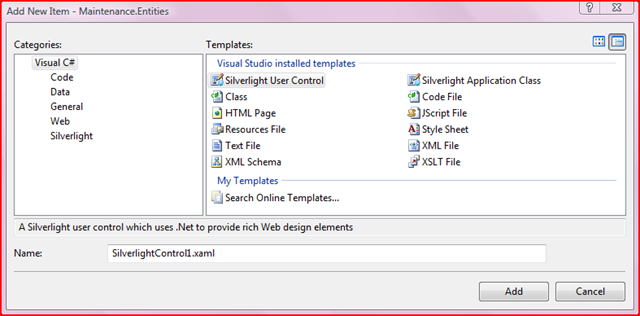 Add New Item - Maintenance.Entities
Categories:
Templates:
Visual C#
Code
Data
General
Web
Silverlight
Visual Studio installed templates
Silverlight User Control
Silverlight Application Class
Class
Code File
HTML Page
JScript File
Resources File
Style Sheet
Text File
XML File
XML Schema
XSLT File
My Templates
Search Online Templates...
A Silverlight user control which uses .Net to provide rich Web design elements
Name:
SilverlightControl1.xaml
Add
Cancel